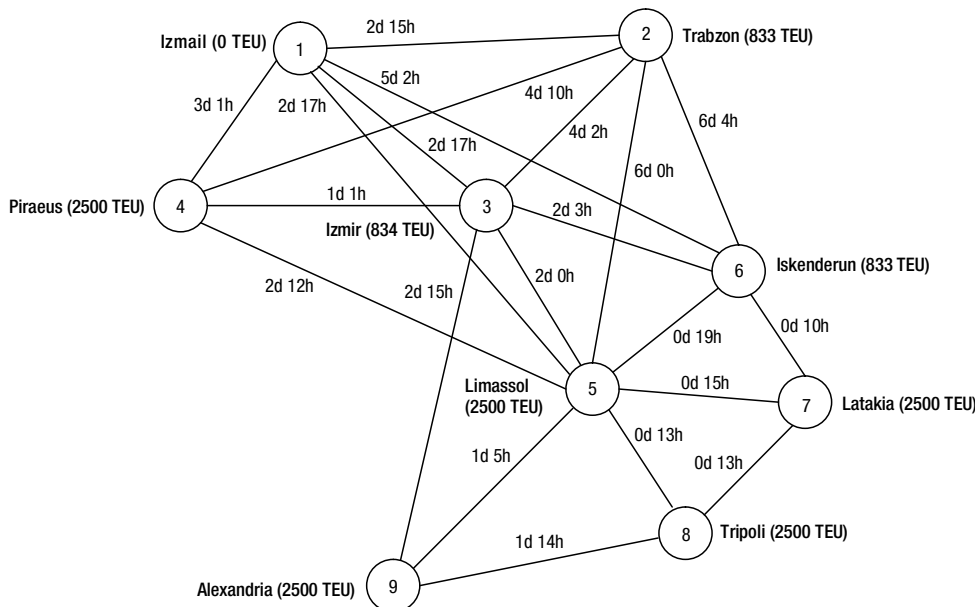 Izmail (0 TEU)
1
2d 15h
2
Trabzon (833 TEU)
3d 1h
2d 17h
5d 2h
4d 10h
6d 4h
2d 17h
4d 2h
6d 0h
Piraeus (2500 TEU)
4
1d 1h
3
Izmir (834 TEU)
2d 3h
6
Iskenderun (833 TEU)
2d 12h
2d 15h
2d 0h
0d 19h
0d 10h
Limassol
(2500 TEU)
5
0d 15h
7
Latakia (2500 TEU)
1d 5h
0d 13h
0d 13h
1d 14h
8
Tripoli (2500 TEU)
Alexandria (2500 TEU)
9